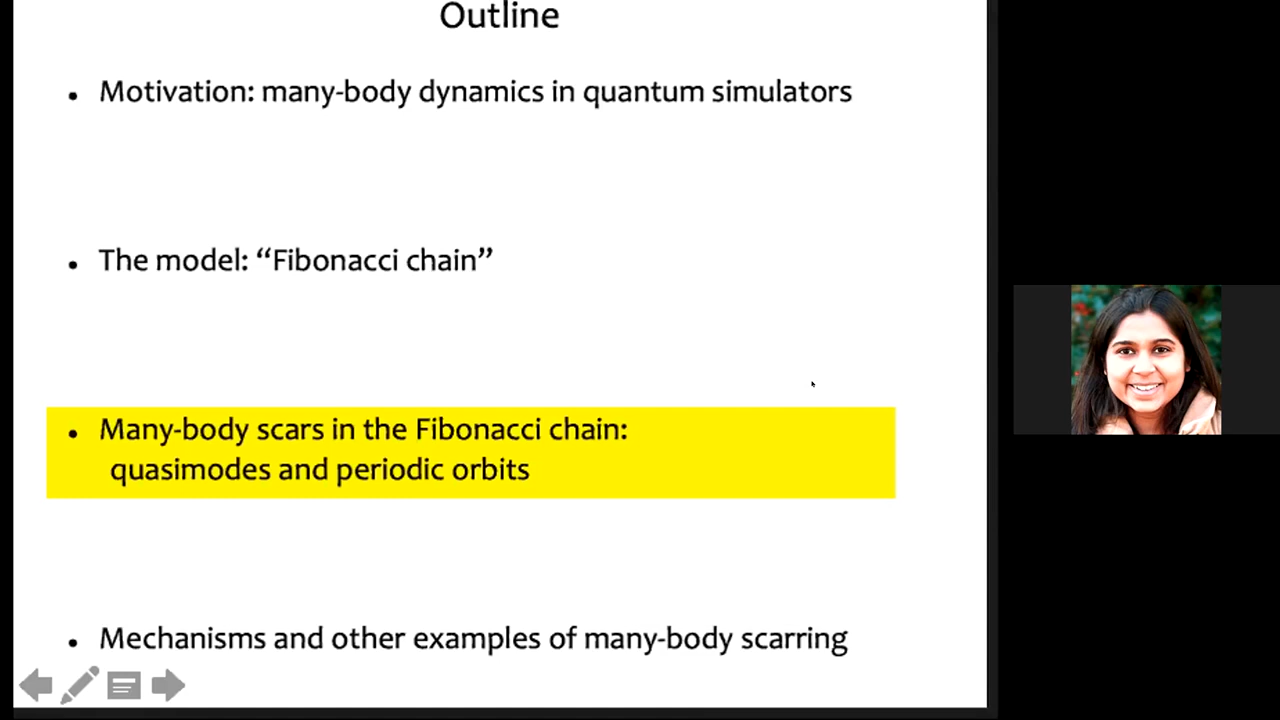 Outline
• Motivation: many-body dynamics in quantum simulators
• The model: “Fibonacci chain”
• Many-body scars in the Fibonacci chain:
quasimodes and periodic orbits
• Mechanisms and other examples of many-body scarring